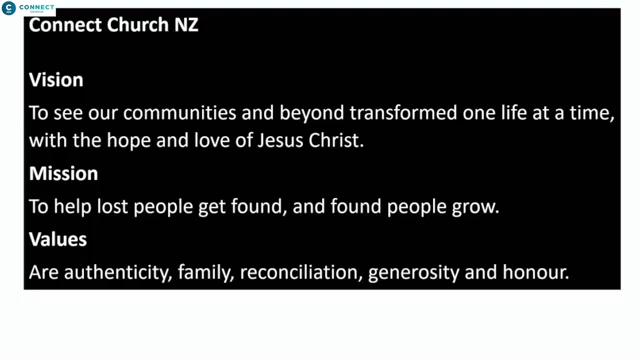 CONNECT
Connect Church NZ
Vision
To see our communities and beyond transformed one life at a time,
with the hope and love of Jesus Christ.
Mission
To help lost people get found, and found people grow.
Values
Are authenticity, family, reconciliation, generosity and honour.